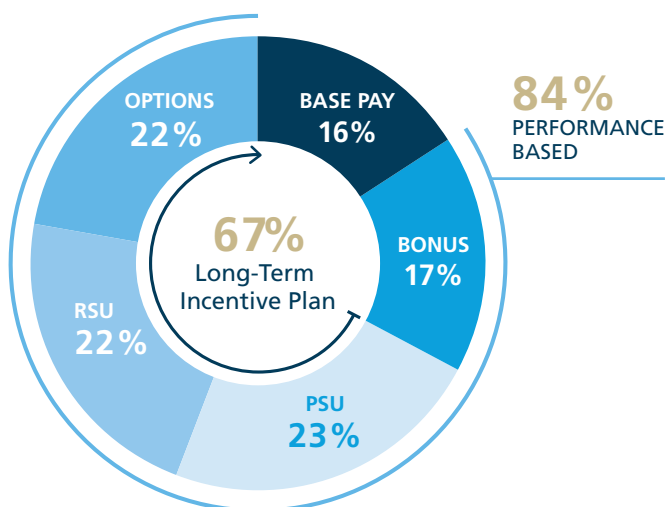 OPTIONS
22%
BASE PAY
16%
84%
PERFORMANCE
BASED
67%
Long-Term
Incentive Plan
BONUS
17%
RSU
22%
PSU
23%